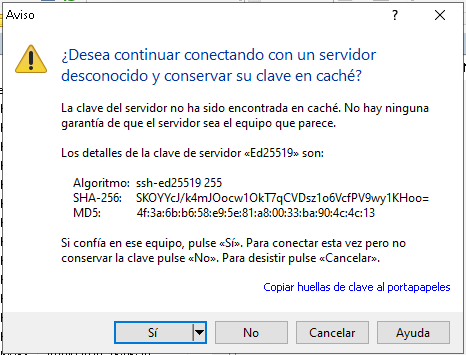 Aviso
¿Desea continuar conectando con un servidor
desconocido y conservar su clave en caché?
La clave del servidor no ha sido encontrada en caché. No hay ninguna
garantía de que el servidor sea el equipo que parece.
Los detalles de la clave de servidor «Ed25519» son:
Algoritmo: ssh-ed25519 255
SHA-256: SKOYYcJ/k4mJOocw1OkT7qCVDsz1o6VcfPV9wy1KHoo=
MD5: 4f:3a:6b:b6:58:e9:5e:81:a8:00:33:ba:90:4c:4c:13
Si confía en ese equipo, pulse «Sí». Para conectar esta vez pero no
conservar la clave pulse «No». Para desistir pulse «Cancelar».
Copiar huellas de clave al portapapeles
Sí No Cancelar Ayuda